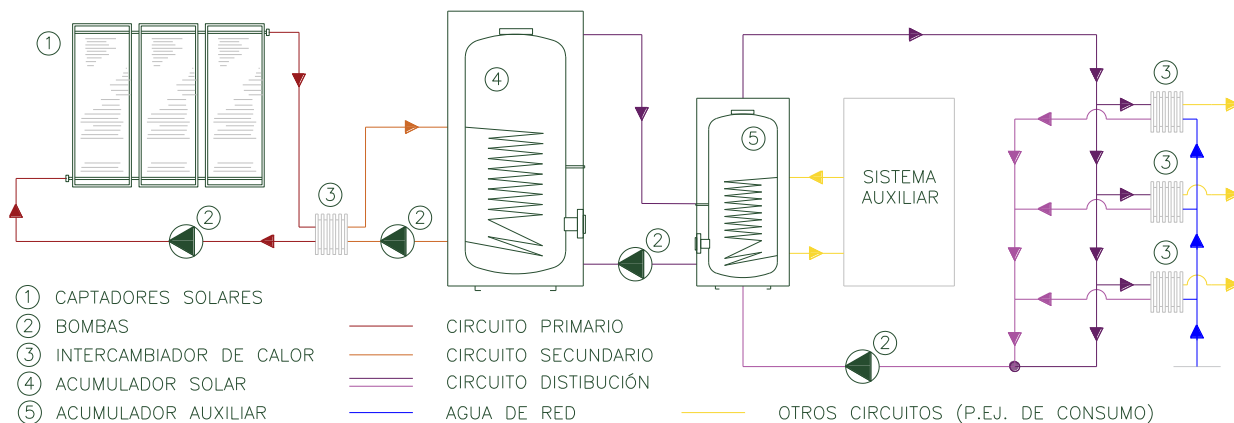 1
2
3
2
4
2
5
SISTEMA
AUXILIAR
3
3
3
2
1 CAPTADORES SOLARES
2 BOMBAS
3 INTERCAMBIADOR DE CALOR
4 ACUMULADOR SOLAR
5 ACUMULADOR AUXILIAR
CIRCUITO PRIMARIO
CIRCUITO SECUNDARIO
CIRCUITO DISTIBUCIÓN
AGUA DE RED
OTROS CIRCUITOS (P.EJ. DE CONSUMO)